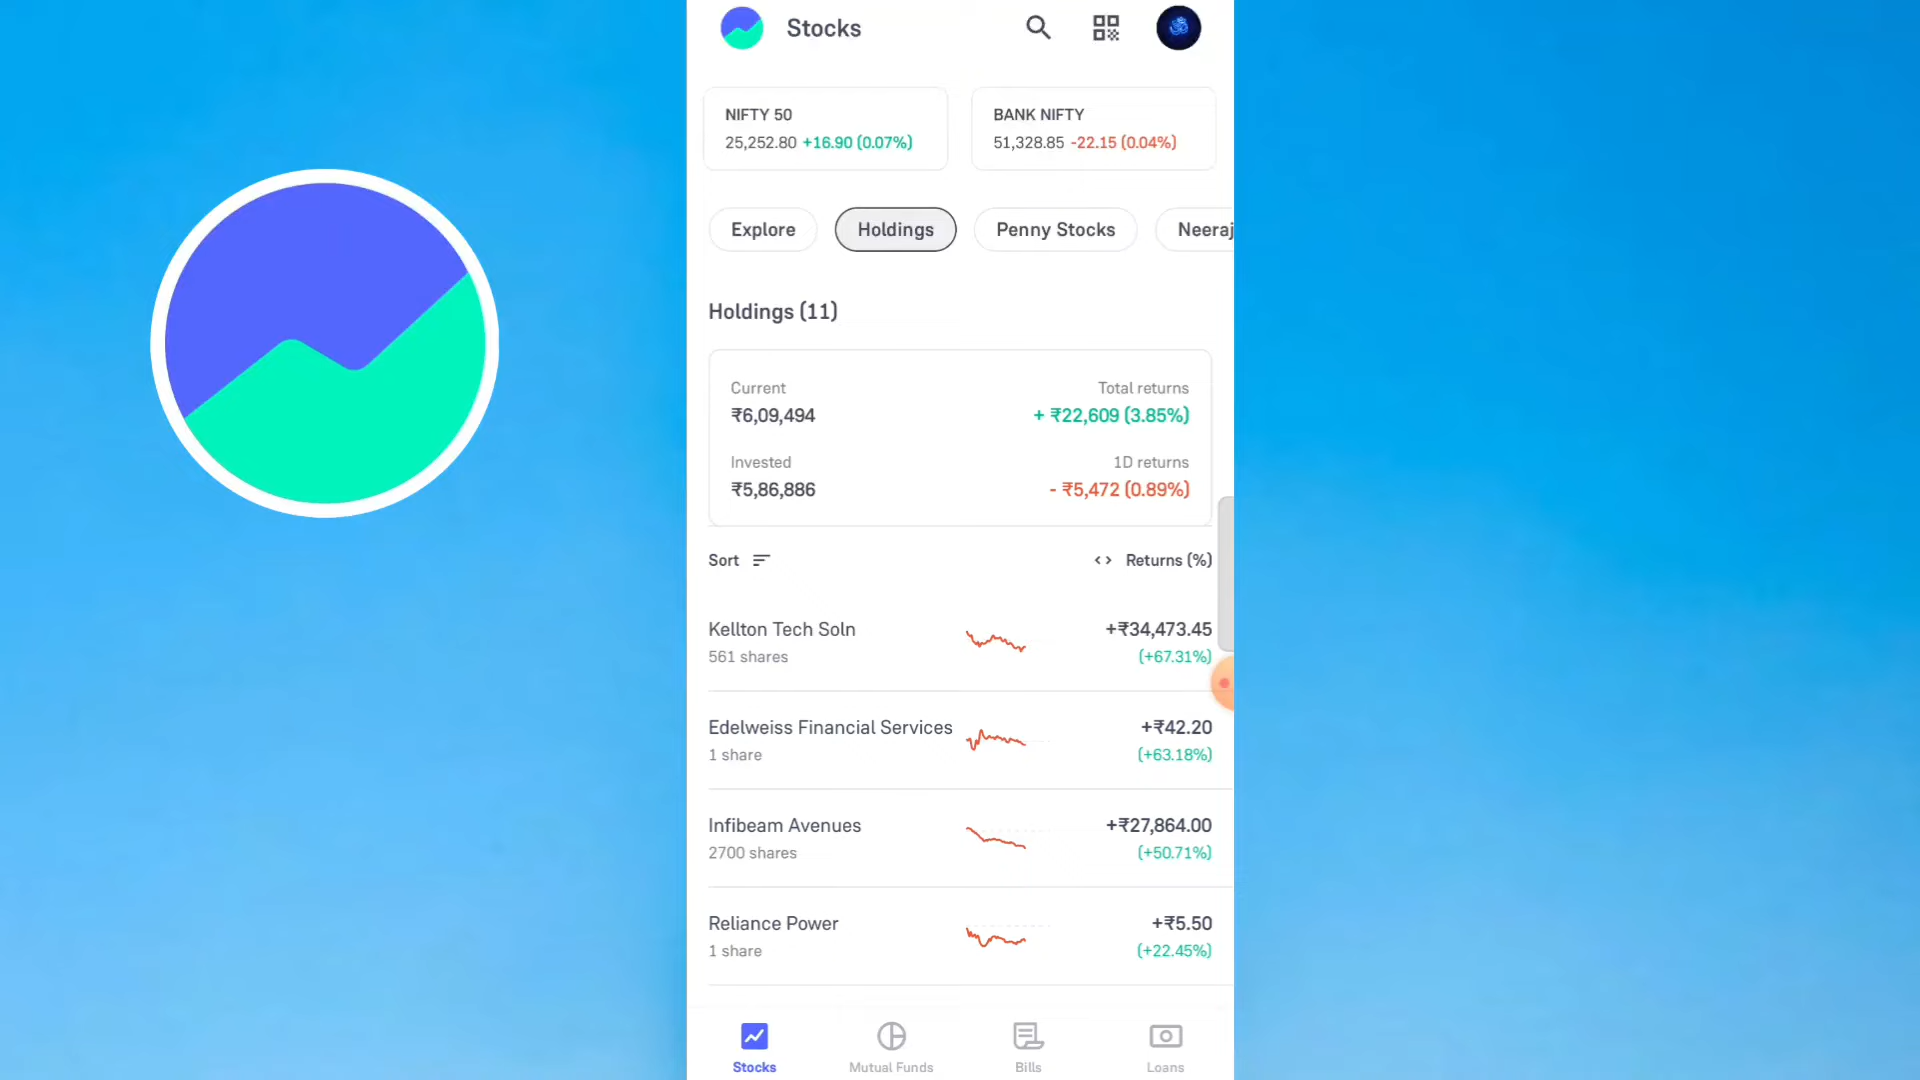 Stocks
NIFTY 50
25,252.80 +16.90 (0.07%)
BANK NIFTY
51,328.85 -22.15 (0.04%)
Explore
Holdings
Penny Stocks
Neeraj
Holdings (11)
Current
Total returns
₹6,09,494
+ ₹22,609 (3.85%)
Invested
1D returns
₹5,86,886
- ₹5,472 (0.89%)
Sort
<> Returns (%)
Kellton Tech Soln
+₹34,473.45
561 shares
(+67.31%)
Edelweiss Financial Services
+₹42.20
1 share
(+63.18%)
Infibeam Avenues
+₹27,864.00
2700 shares
(+50.71%)
Reliance Power
+₹5.50
1 share
(+22.45%)
Stocks
Mutual Funds
Bills
Loans